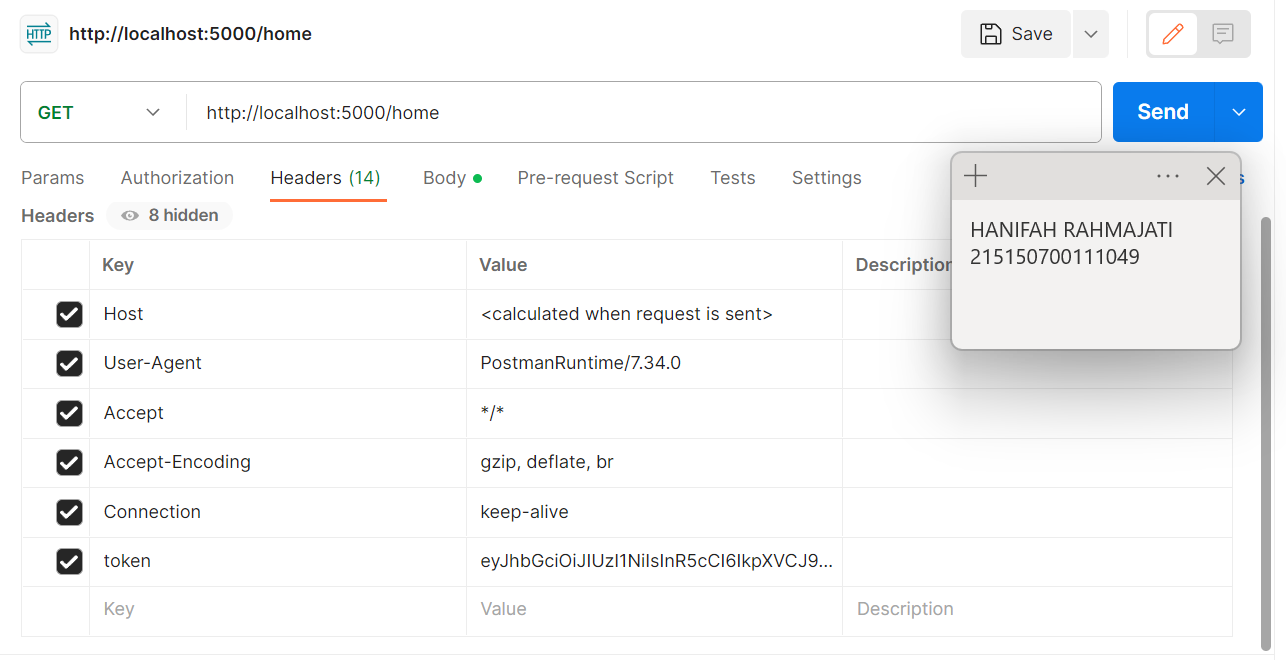 HTTP http://localhost:5000/home Save
GET http://localhost:5000/home Send
Params Authorization Headers (14) Body Pre-request Script Tests Settings
Headers 8 hidden
HANIFAH RAHMAJATI
215150700111049
Key Value Description
Host <calculated when request is sent>
User-Agent PostmanRuntime/7.34.0
Accept */*
Accept-Encoding gzip, deflate, br
Connection keep-alive
token eyJhbGciOiJIUzI1NiIsInR5cCI6IkpXVCJ9...
Key Value Description